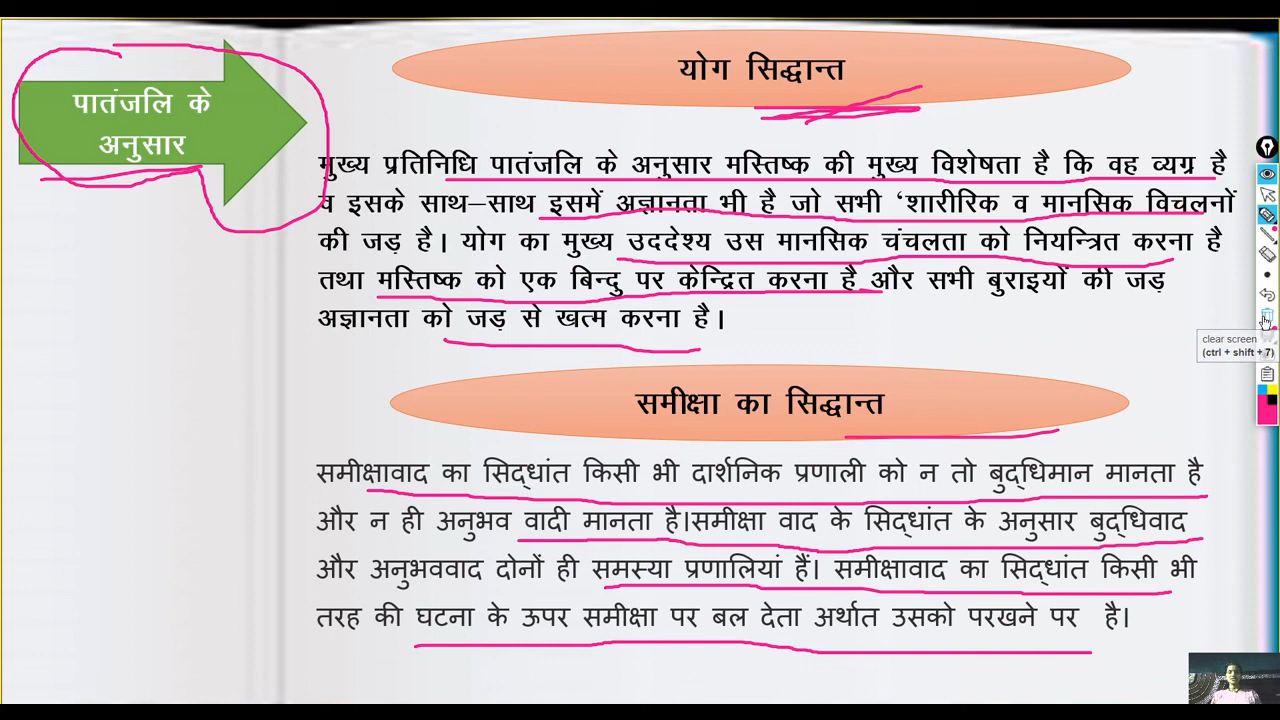 पातंजलि के
अनुसार
योग सिद्धान्त
मुख्य प्रतिनिधि पातंजलि के अनुसार मस्तिष्क की मुख्य विशेषता है कि वह व्यग्र है
व इसके साथ–साथ इसमें अज्ञानता भी है जो सभी ‘शारीरिक व मानसिक विचलनों
की जड़ है। योग का मुख्य उददेश्य उस मानसिक चंचलता को नियन्त्रित करना है
तथा मस्तिष्क को एक बिन्दु पर केन्द्रित करना है और सभी बुराइयों की जड़
अज्ञानता को जड़ से खत्म करना है।
clear screen
(ctrl + shift + 7)
समीक्षा का सिद्धान्त
समीक्षावाद का सिद्धांत किसी भी दार्शनिक प्रणाली को न तो बुद्धिमान मानता है
और न ही अनुभव वादी मानता है।समीक्षा वाद के सिद्धांत के अनुसार बुद्धिवाद
और अनुभववाद दोनों ही समस्या प्रणालियां हैं। समीक्षावाद का सिद्धांत किसी भी
तरह की घटना के ऊपर समीक्षा पर बल देता अर्थात उसको परखने पर है।